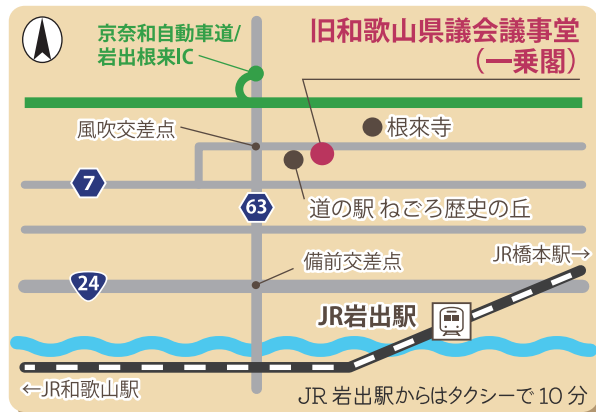 京奈和自動車道/
岩出根来IC
旧和歌山県議会議事堂
(一乗閣)
風吹交差点
根來寺
7
63
道の駅 ねごろ歴史の丘
備前交差点
JR橋本駅→
24
JR岩出駅
←JR和歌山駅
JR 岩出駅からはタクシーで 10 分